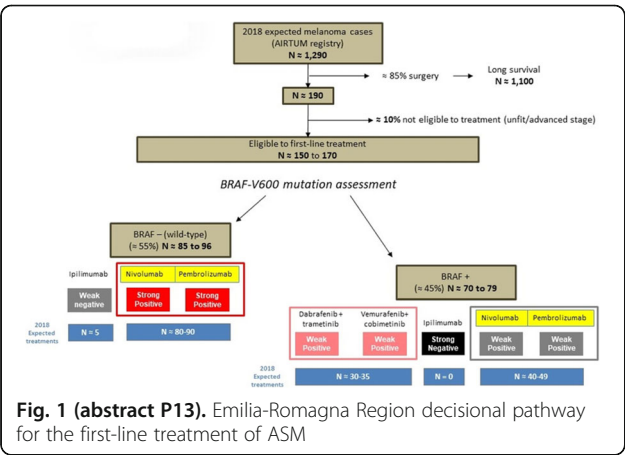 2018 expected melanoma cases
(AIRTUM registry)
N ≈ 1,290
≈ 85% surgery
Long survival
N ≈ 1,100
N ≈ 190
≈ 10% not eligible to treatment (unfit/advanced stage)
Eligible to first-line treatment
N ≈ 150 to 170
BRAF-V600 mutation assessment
BRAF – (wild-type)
(≈ 55%) N ≈ 85 to 96
Ipilimumab
Nivolumab
Pembrolizumab
Weak negative
Strong Positive
Strong Positive
2018 Expected treatments
N ≈ 5
N ≈ 80-90
BRAF +
(≈ 45%) N ≈ 70 to 79
Dabrafenib+ trametinib
Vemurafenib+ cobimetinib
Ipilimumab
Nivolumab
Pembrolizumab
Weak Positive
Weak Positive
Strong Negative
Weak Positive
Weak Positive
2018 Expected treatments
N ≈ 30-35
N ≈ 0
N ≈ 40-49
Fig. 1 (abstract P13). Emilia-Romagna Region decisional pathway
for the first-line treatment of ASM